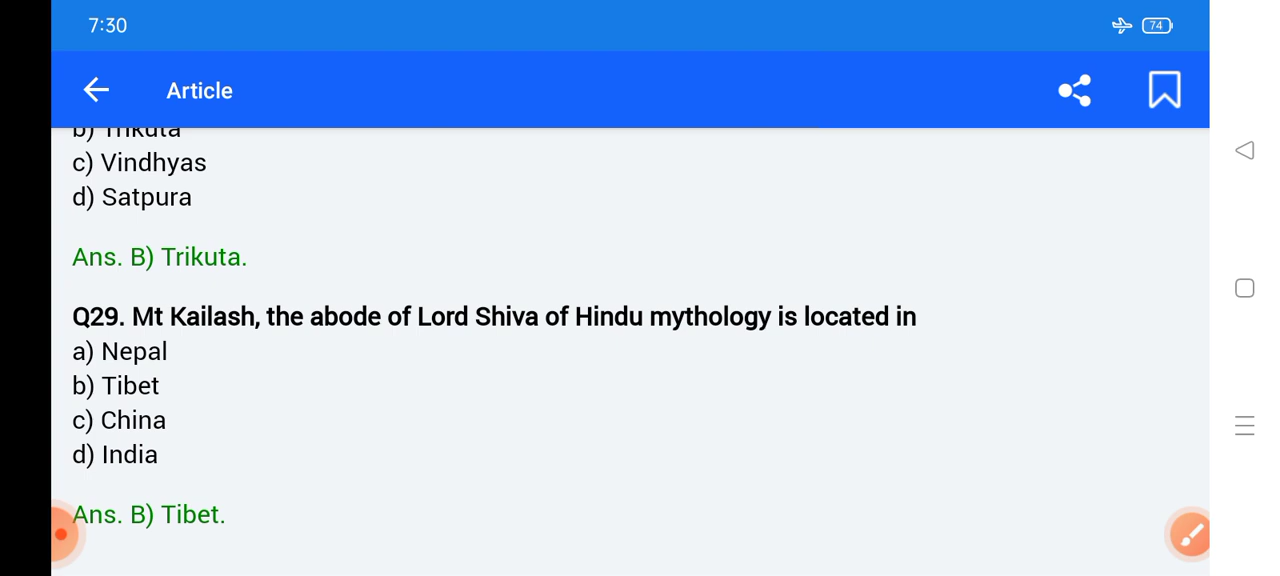 7:30
74
Article
b) Trikuta
c) Vindhyas
d) Satpura
Ans. B) Trikuta.
Q29. Mt Kailash, the abode of Lord Shiva of Hindu mythology is located in
a) Nepal
b) Tibet
c) China
d) India
Ans. B) Tibet.